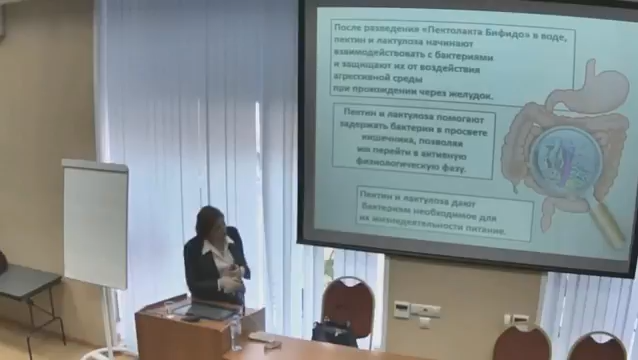 После разведения «Пектолакта Бифидо» в воде,
пектин и лактулоза начинают
взаимодействовать с бактериями
и защищают их от воздействия
агрессивной среды
при прохождении через желудок.
Пектин и лактулоза помогают
задержать бактерии в просвете
кишечника, позволяя
им перейти в активную
физиологическую фазу.
Пектин и лактулоза дают
бактериям необходимое для
их жизнедеятельности питание.